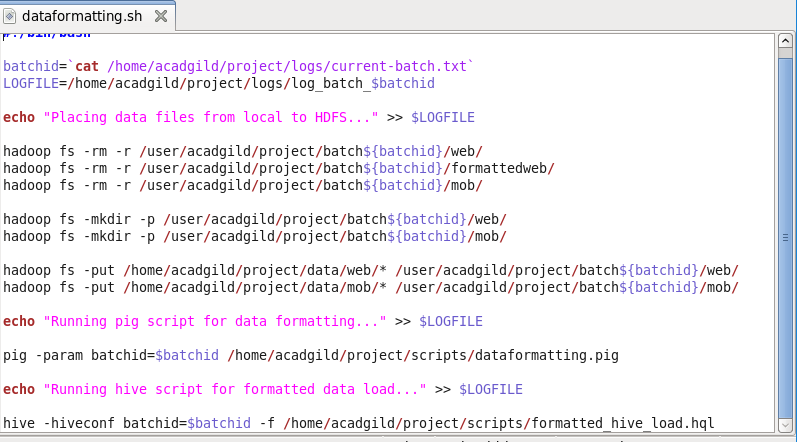 dataformatting.sh
#!/bin/bash
batchid=`cat /home/acadgild/project/logs/current-batch.txt`
LOGFILE=/home/acadgild/project/logs/log_batch_$batchid
echo "Placing data files from local to HDFS..." >> $LOGFILE
hadoop fs -rm -r /user/acadgild/project/batch${batchid}/web/
hadoop fs -rm -r /user/acadgild/project/batch${batchid}/formattedweb/
hadoop fs -rm -r /user/acadgild/project/batch${batchid}/mob/
hadoop fs -mkdir -p /user/acadgild/project/batch${batchid}/web/
hadoop fs -mkdir -p /user/acadgild/project/batch${batchid}/mob/
hadoop fs -put /home/acadgild/project/data/web/* /user/acadgild/project/batch${batchid}/web/
hadoop fs -put /home/acadgild/project/data/mob/* /user/acadgild/project/batch${batchid}/mob/
echo "Running pig script for data formatting..." >> $LOGFILE
pig -param batchid=$batchid /home/acadgild/project/scripts/dataformatting.pig
echo "Running hive script for formatted data load..." >> $LOGFILE
hive -hiveconf batchid=$batchid -f /home/acadgild/project/scripts/formatted_hive_load.hql